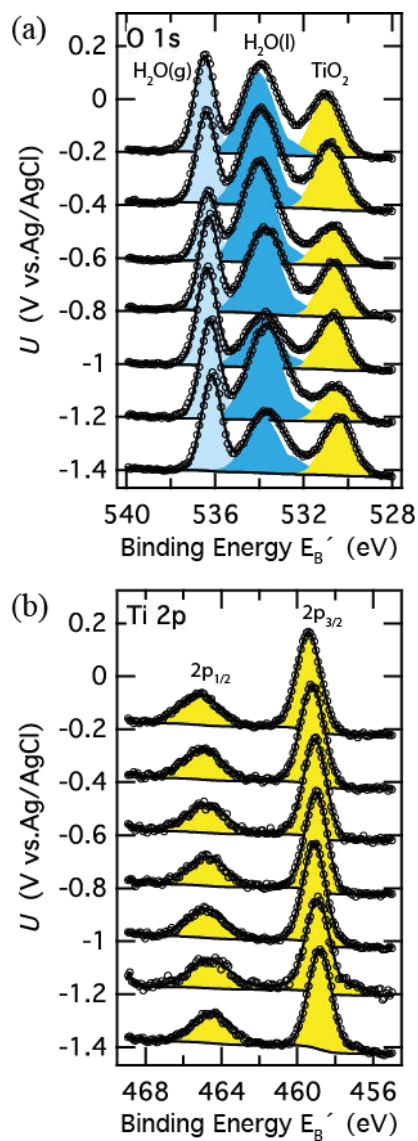 (a)
O 1s
H₂O(g)
H₂O(l)
TiO₂
0.2
0
-0.2
-0.4
-0.6
-0.8
-1
-1.2
-1.4
U (V vs.Ag/AgCl)
540 536 532 528
Binding Energy E_B´ (eV)
(b)
Ti 2p
2p₁/₂
2p₃/₂
0.2
0
-0.2
-0.4
-0.6
-0.8
-1
-1.2
-1.4
U (V vs.Ag/AgCl)
468 464 460 456
Binding Energy E_B´ (eV)